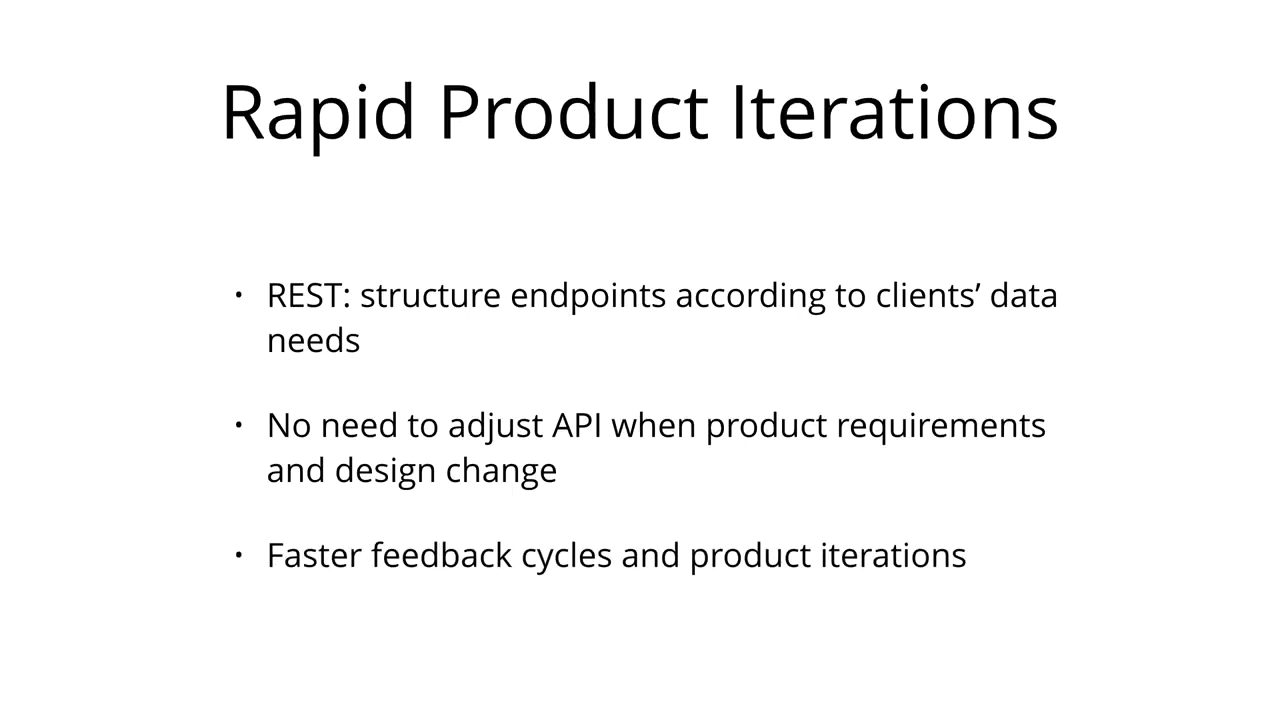 Rapid Product Iterations
• REST: structure endpoints according to clients’ data
needs
• No need to adjust API when product requirements
and design change
• Faster feedback cycles and product iterations